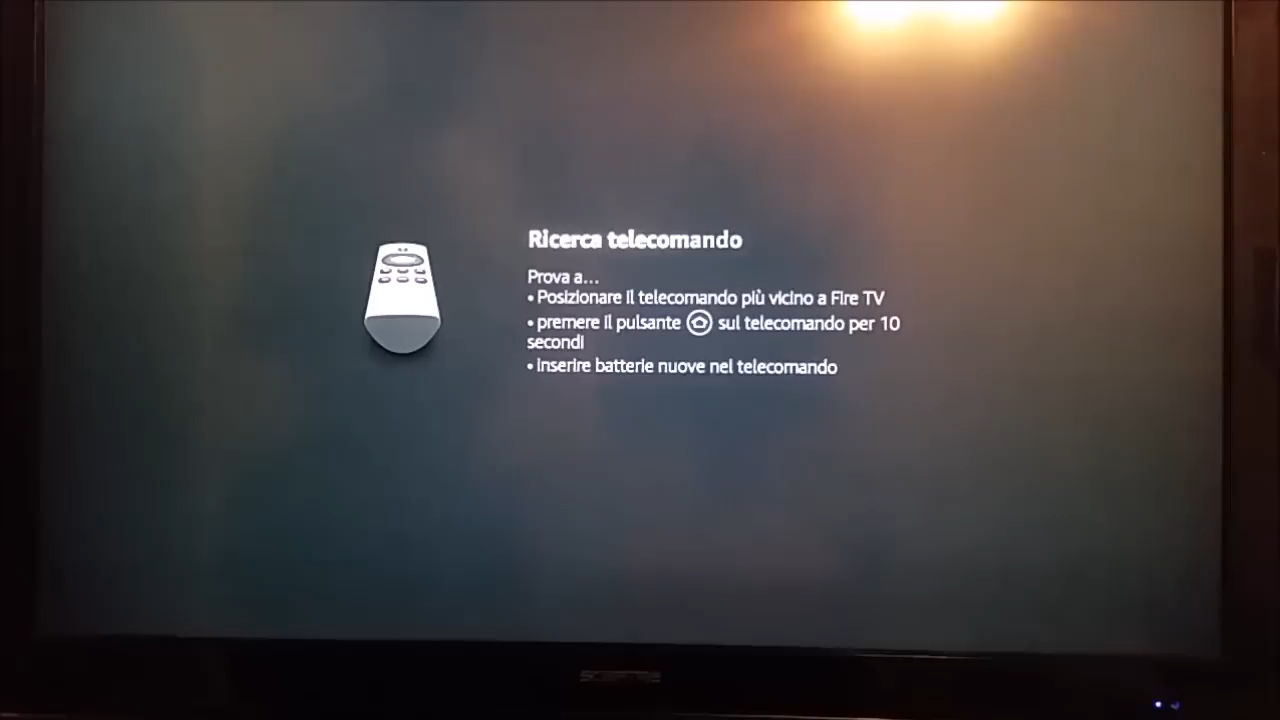 Ricerca telecomando
Prova a...
• Posizionare il telecomando più vicino a Fire TV
• premere il pulsante sul telecomando per 10
secondi
• inserire batterie nuove nel telecomando
SCEPTRE